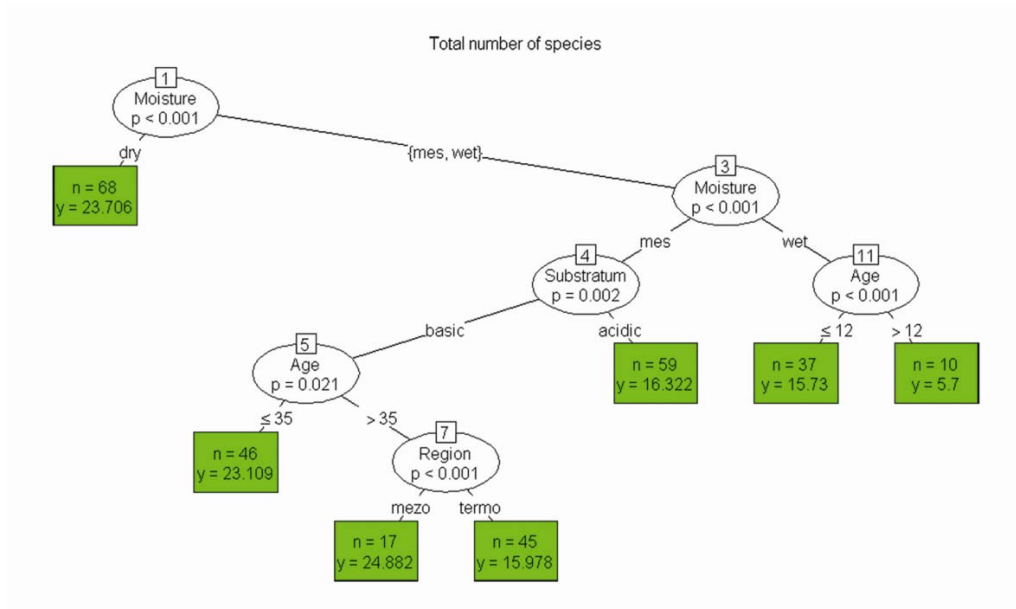 Total number of species
1
Moisture
p < 0.001
dry
{mes, wet}
n = 68
y = 23.706
3
Moisture
p < 0.001
mes
wet
4
Substratum
p = 0.002
11
Age
p < 0.001
basic
acidic
≤ 12
> 12
5
Age
p = 0.021
n = 59
y = 16.322
n = 37
y = 15.73
n = 10
y = 5.7
≤ 35
> 35
n = 46
y = 23.109
7
Region
p < 0.001
mezo
termo
n = 17
y = 24.882
n = 45
y = 15.978